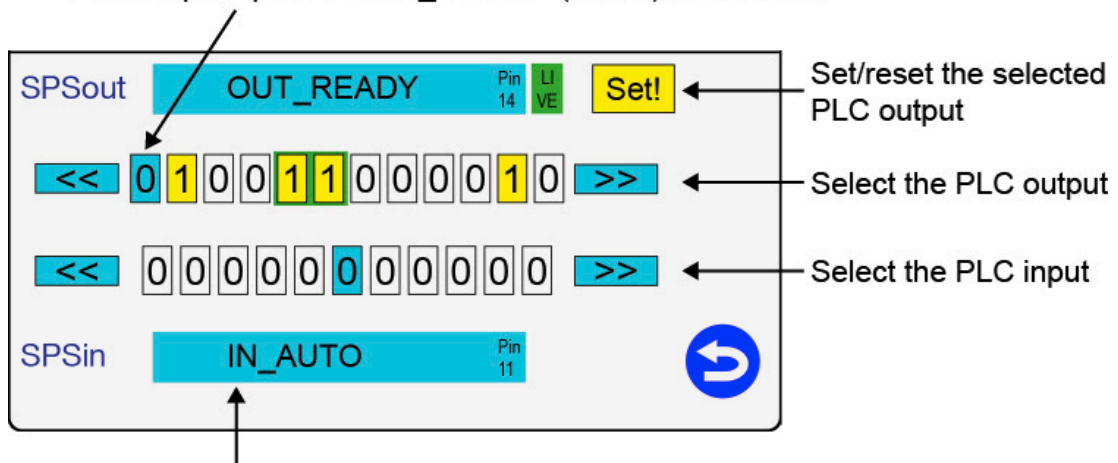 SPSout OUT_READY Pin 14 LI VE Set!
Set/reset the selected
PLC output
<< 0 1 0 0 1 1 0 0 0 0 1 0 >>
Select the PLC output
<< 0 0 0 0 0 0 0 0 0 0 0 >>
Select the PLC input
SPSin IN_AUTO Pin 11